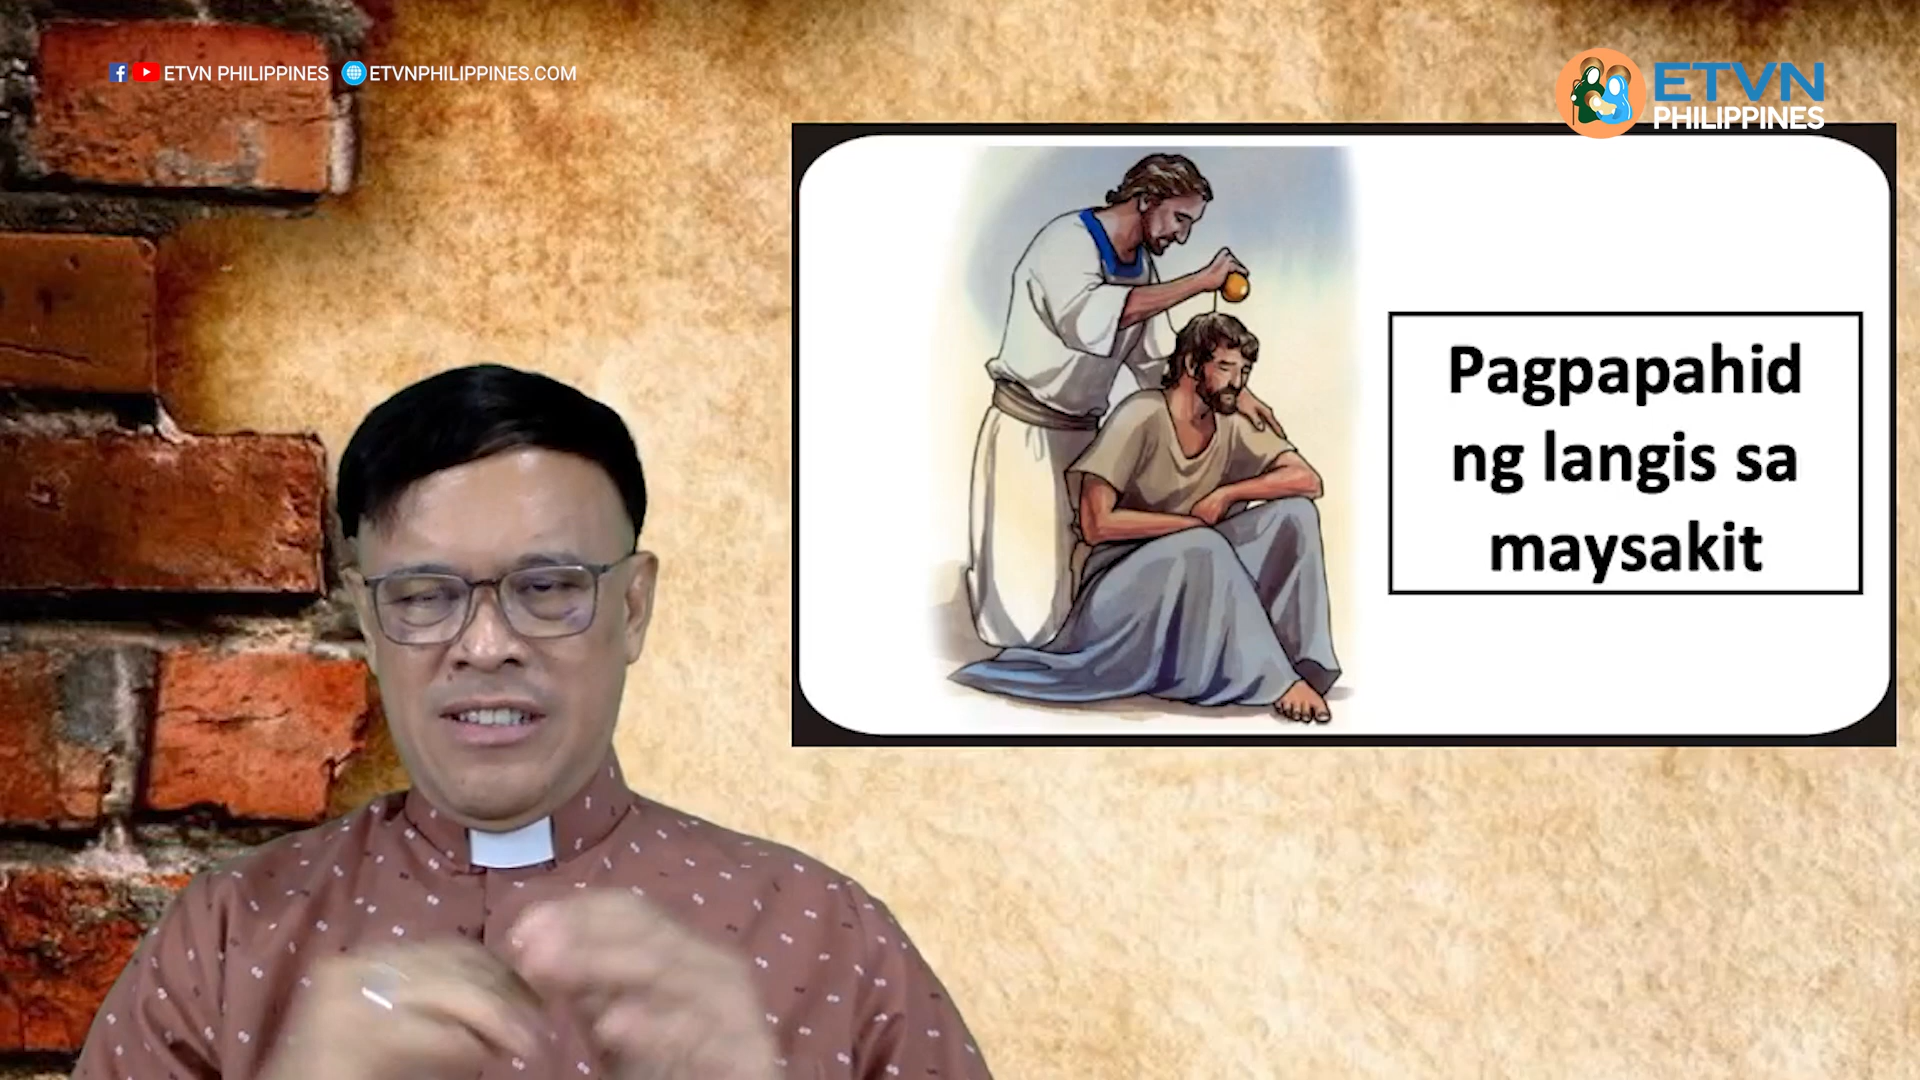 ETVN PHILIPPINES ETVNPHILIPPINES.COM
ETVN
PHILIPPINES
Pagpapahid
ng langis sa
maysakit